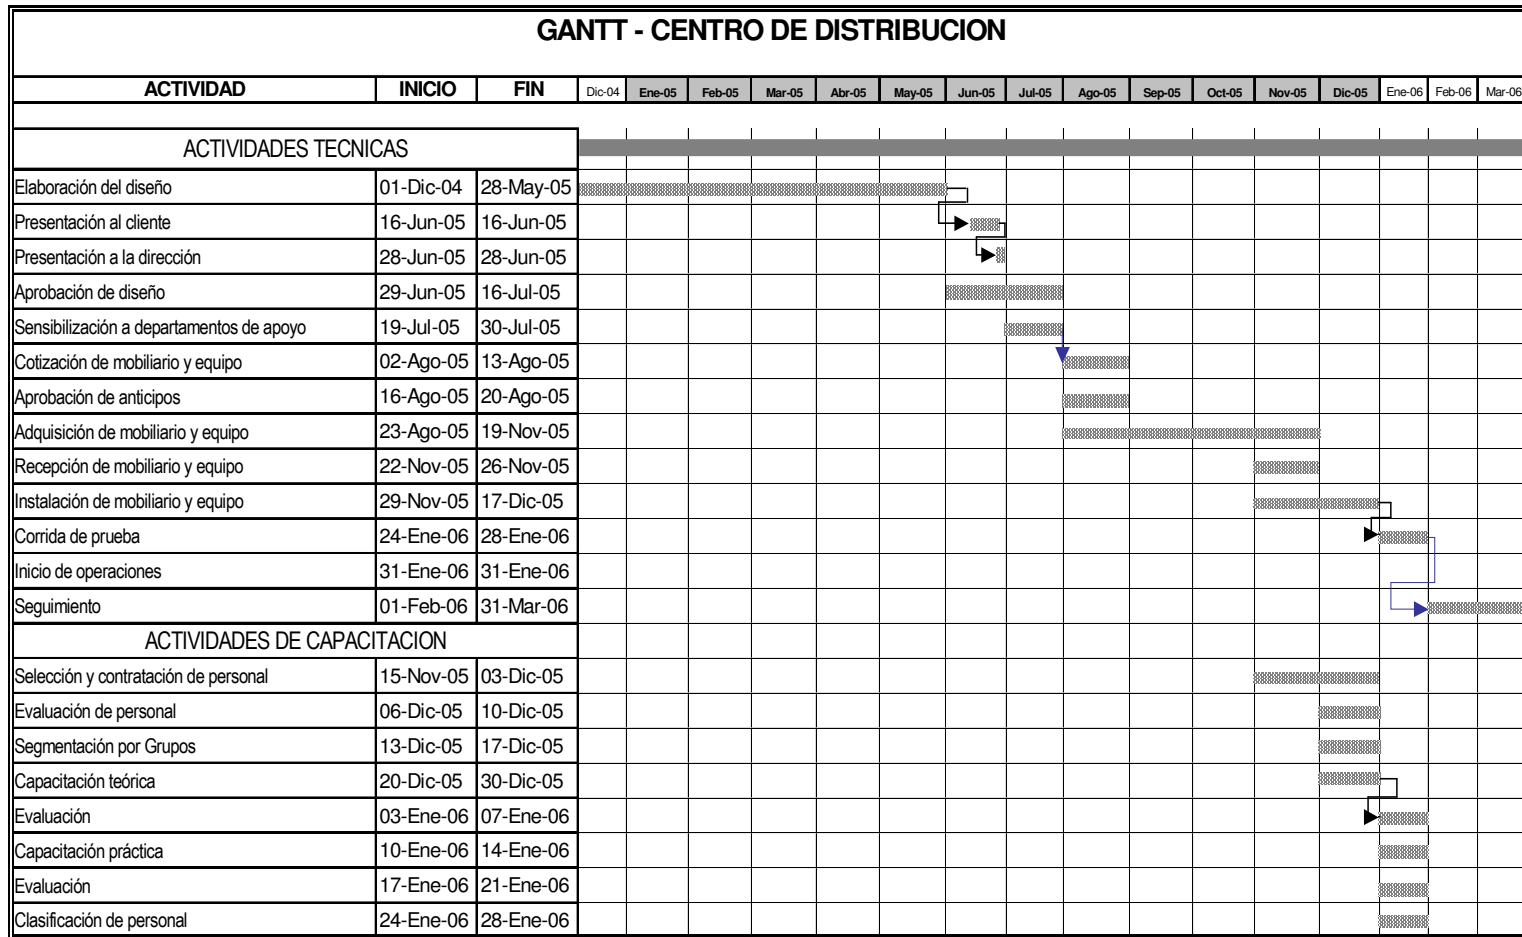 GANTT - CENTRO DE DISTRIBUCION
ACTIVIDAD INICIO FIN Dic-04 Ene-05 Feb-05 Mar-05 Abr-05 May-05 Jun-05 Jul-05 Ago-05 Sep-05 Oct-05 Nov-05 Dic-05 Ene-06 Feb-06 Mar-06
ACTIVIDADES TECNICAS
Elaboración del diseño 01-Dic-04 28-May-05
Presentación al cliente 16-Jun-05 16-Jun-05
Presentación a la dirección 28-Jun-05 28-Jun-05
Aprobación de diseño 29-Jun-05 16-Jul-05
Sensibilización a departamentos de apoyo 19-Jul-05 30-Jul-05
Cotización de mobiliario y equipo 02-Ago-05 13-Ago-05
Aprobación de anticipos 16-Ago-05 20-Ago-05
Adquisición de mobiliario y equipo 23-Ago-05 19-Nov-05
Recepción de mobiliario y equipo 22-Nov-05 26-Nov-05
Instalación de mobiliario y equipo 29-Nov-05 17-Dic-05
Corrida de prueba 24-Ene-06 28-Ene-06
Inicio de operaciones 31-Ene-06 31-Ene-06
Seguimiento 01-Feb-06 31-Mar-06
ACTIVIDADES DE CAPACITACION
Selección y contratación de personal 15-Nov-05 03-Dic-05
Evaluación de personal 06-Dic-05 10-Dic-05
Segmentación por Grupos 13-Dic-05 17-Dic-05
Capacitación teórica 20-Dic-05 30-Dic-05
Evaluación 03-Ene-06 07-Ene-06
Capacitación práctica 10-Ene-06 14-Ene-06
Evaluación 17-Ene-06 21-Ene-06
Clasificación de personal 24-Ene-06 28-Ene-06